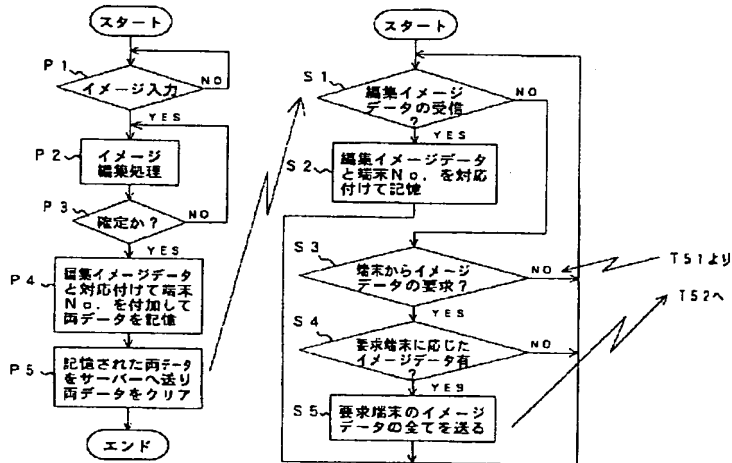 スタート
P1
イメージ入力
NO
YES
P2
イメージ
編集処理
P3
確定か？
NO
YES
P4
編集イメージデータ
と対応付けて端末
No．を付加して
両データを記憶
P5
記憶された両データ
をサーバーへ送り
両データをクリア
エンド
スタート
S1
編集イメージ
データの受信
？
NO
YES
S2
編集イメージデータ
と端末No．を対応
付けて記憶
S3
端末からイメージ
データの要求？
NO
TS1より
YES
TS2へ
S4
要求端末に応じた
イメージデータ有
？
NO
YES
S5
要求端末のイメージ
データの全てを送る